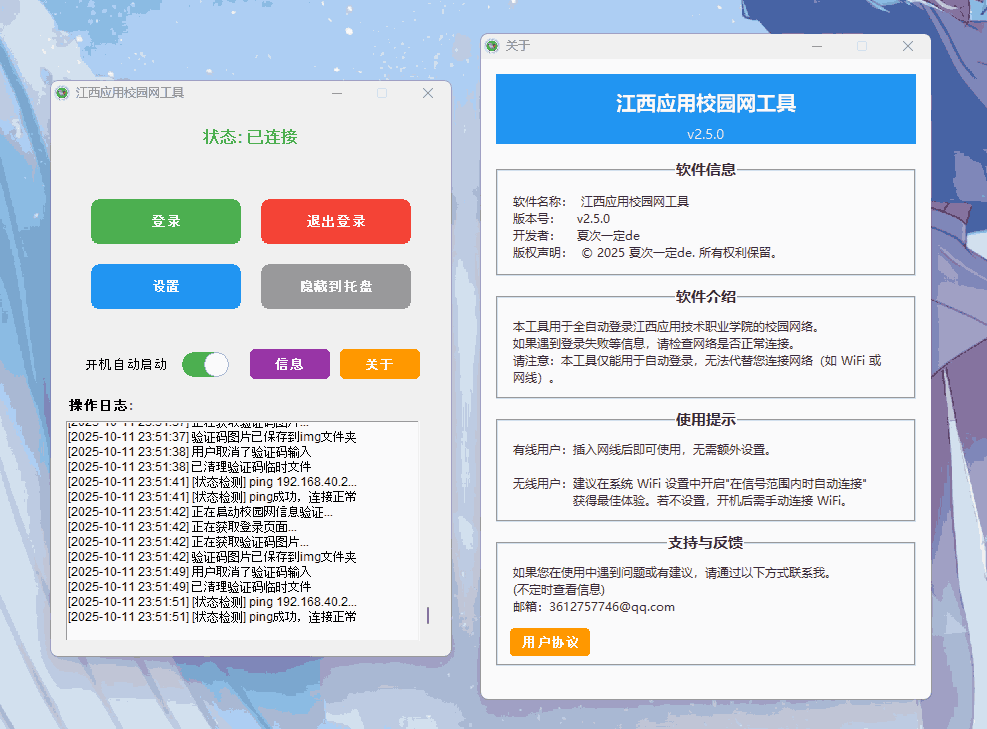 江西应用校园网工具
状态: 已连接
登录
退出登录
设置
隐藏到托盘
开机自动启动
信息
关于
操作日志:
[2025-10-11 23:51:37] 正在获取验证码图片...
[2025-10-11 23:51:37] 验证码图片已保存到img文件夹
[2025-10-11 23:51:38] 用户取消了验证码输入
[2025-10-11 23:51:38] 已清理验证码临时文件
[2025-10-11 23:51:41] [状态检测] ping 192.168.40.2...
[2025-10-11 23:51:41] [状态检测] ping成功，连接正常
[2025-10-11 23:51:42] 正在启动校园网信息验证...
[2025-10-11 23:51:42] 正在获取登录页面...
[2025-10-11 23:51:42] 正在获取验证码图片...
[2025-10-11 23:51:42] 验证码图片已保存到img文件夹
[2025-10-11 23:51:49] 用户取消了验证码输入
[2025-10-11 23:51:49] 已清理验证码临时文件
[2025-10-11 23:51:51] [状态检测] ping 192.168.40.2...
[2025-10-11 23:51:51] [状态检测] ping成功，连接正常
关于
江西应用校园网工具
v2.5.0
软件信息
软件名称： 江西应用校园网工具
版本号： v2.5.0
开发者： 夏次一定de
版权声明： © 2025 夏次一定de. 所有权利保留。
软件介绍
本工具用于全自动登录江西应用技术职业学院的校园网络。
如果遇到登录失败等信息，请检查网络是否正常连接。
请注意：本工具仅能用于自动登录，无法代替您连接网络（如 WiFi 或
网线）。
使用提示
有线用户：插入网线后即可使用，无需额外设置。
无线用户：建议在系统 WiFi 设置中开启"在信号范围内时自动连接"
获得最佳体验。若不设置，开机后需手动连接 WiFi。
支持与反馈
如果您在使用中遇到问题或有建议，请通过以下方式联系我。
(不定时查看信息)
邮箱：3612757746@qq.com
用户协议